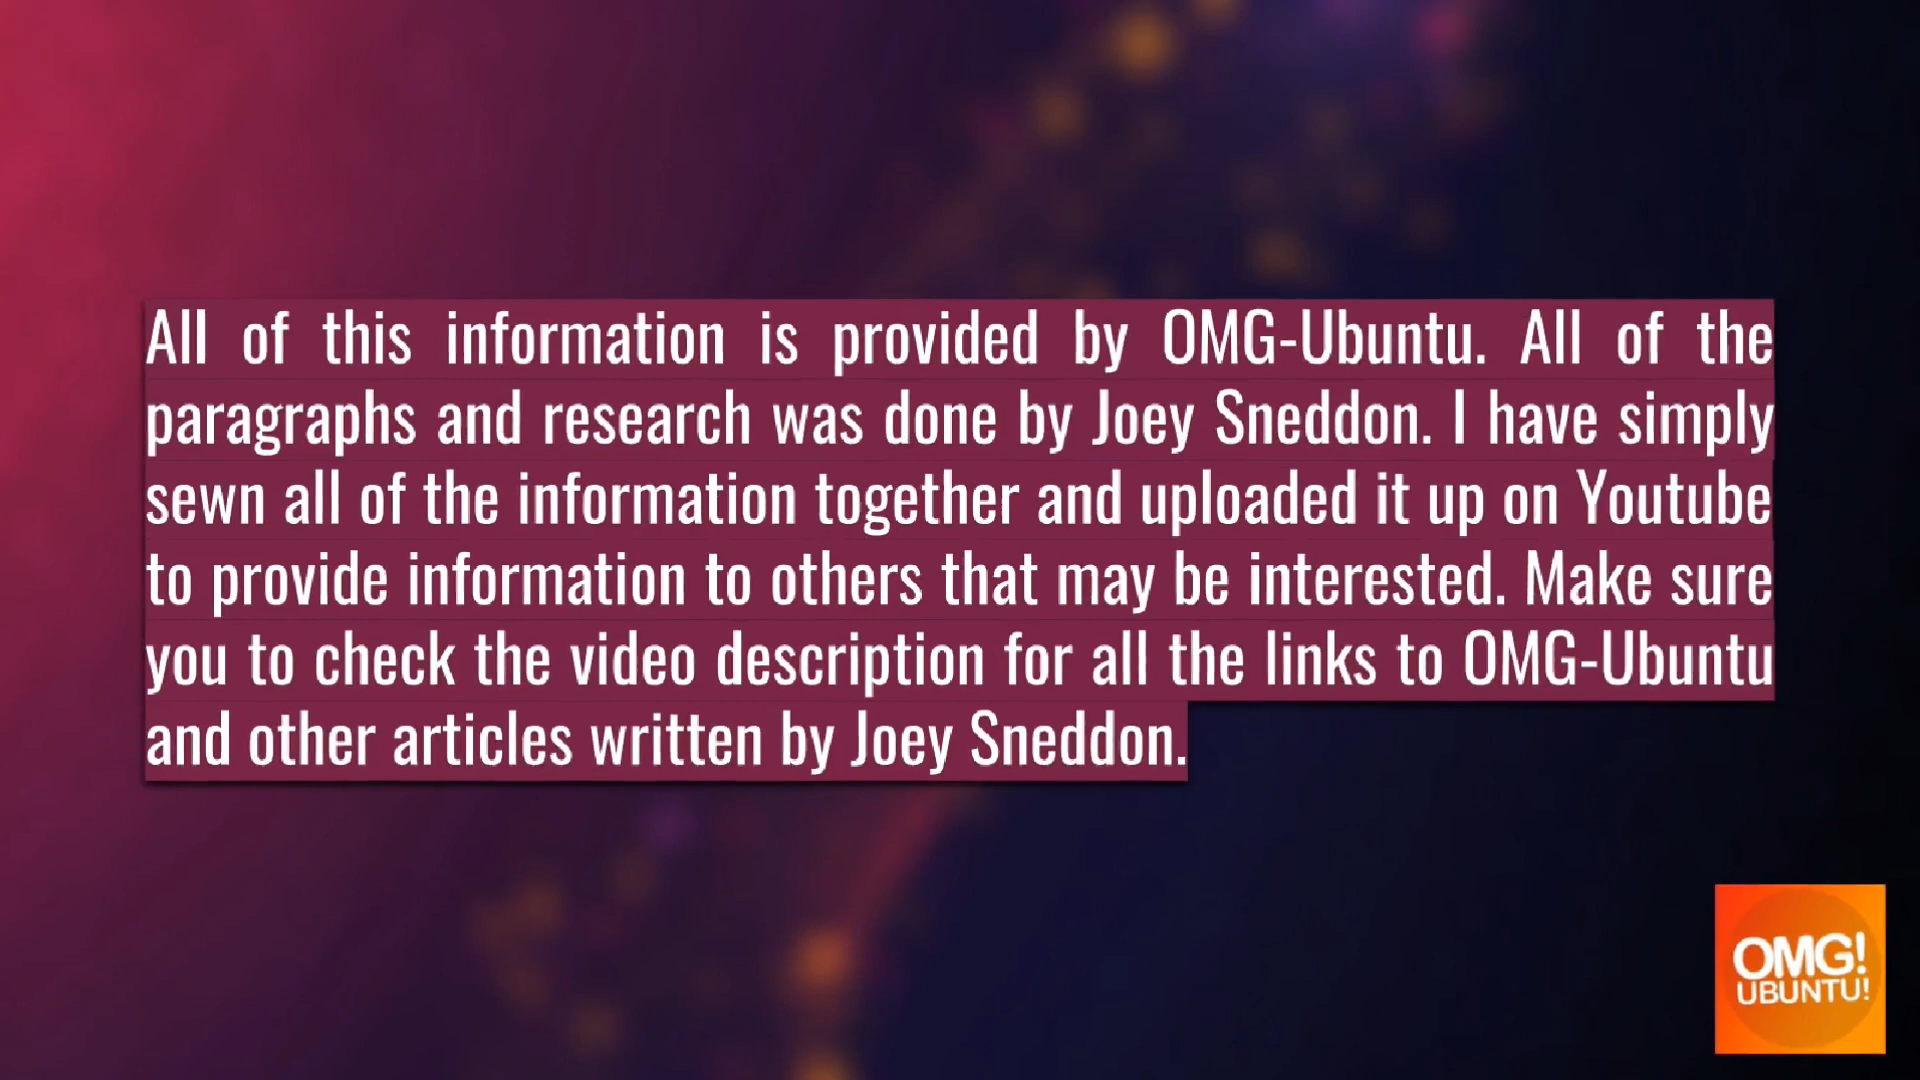 All of this information is provided by OMG-Ubuntu. All of the
paragraphs and research was done by Joey Sneddon. I have simply
sewn all of the information together and uploaded it up on Youtube
to provide information to others that may be interested. Make sure
you to check the video description for all the links to OMG-Ubuntu
and other articles written by Joey Sneddon.
OMG!
UBUNTU!